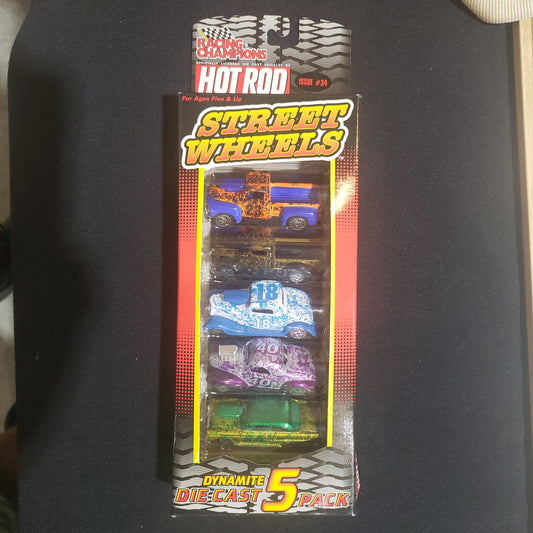 RACING
CHAMPIONS
OFFICIALLY LICENSED DIE CAST VEHICLES OF
HOT ROD
ISSUE #34
For Ages Five & Up
STREET
WHEELS
TM
18
18
40
40
DYNAMITE
DIE-CAST 5 PACK